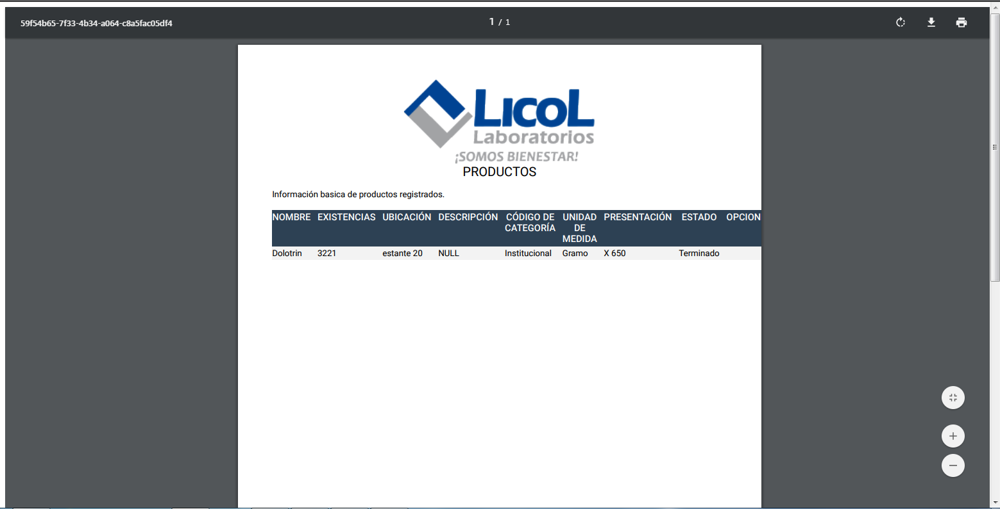 59f54b65-7f33-4b34-a064-c8a5fac05df4
1 / 1
LICOL
Laboratorios
¡SOMOS BIENESTAR!
PRODUCTOS
Información basica de productos registrados.
NOMBRE EXISTENCIAS UBICACIÓN DESCRIPCIÓN CÓDIGO DE CATEGORÍA UNIDAD DE MEDIDA PRESENTACIÓN ESTADO OPCION
Dolotrin 3221 estante 20 NULL Institucional Gramo X 650 Terminado